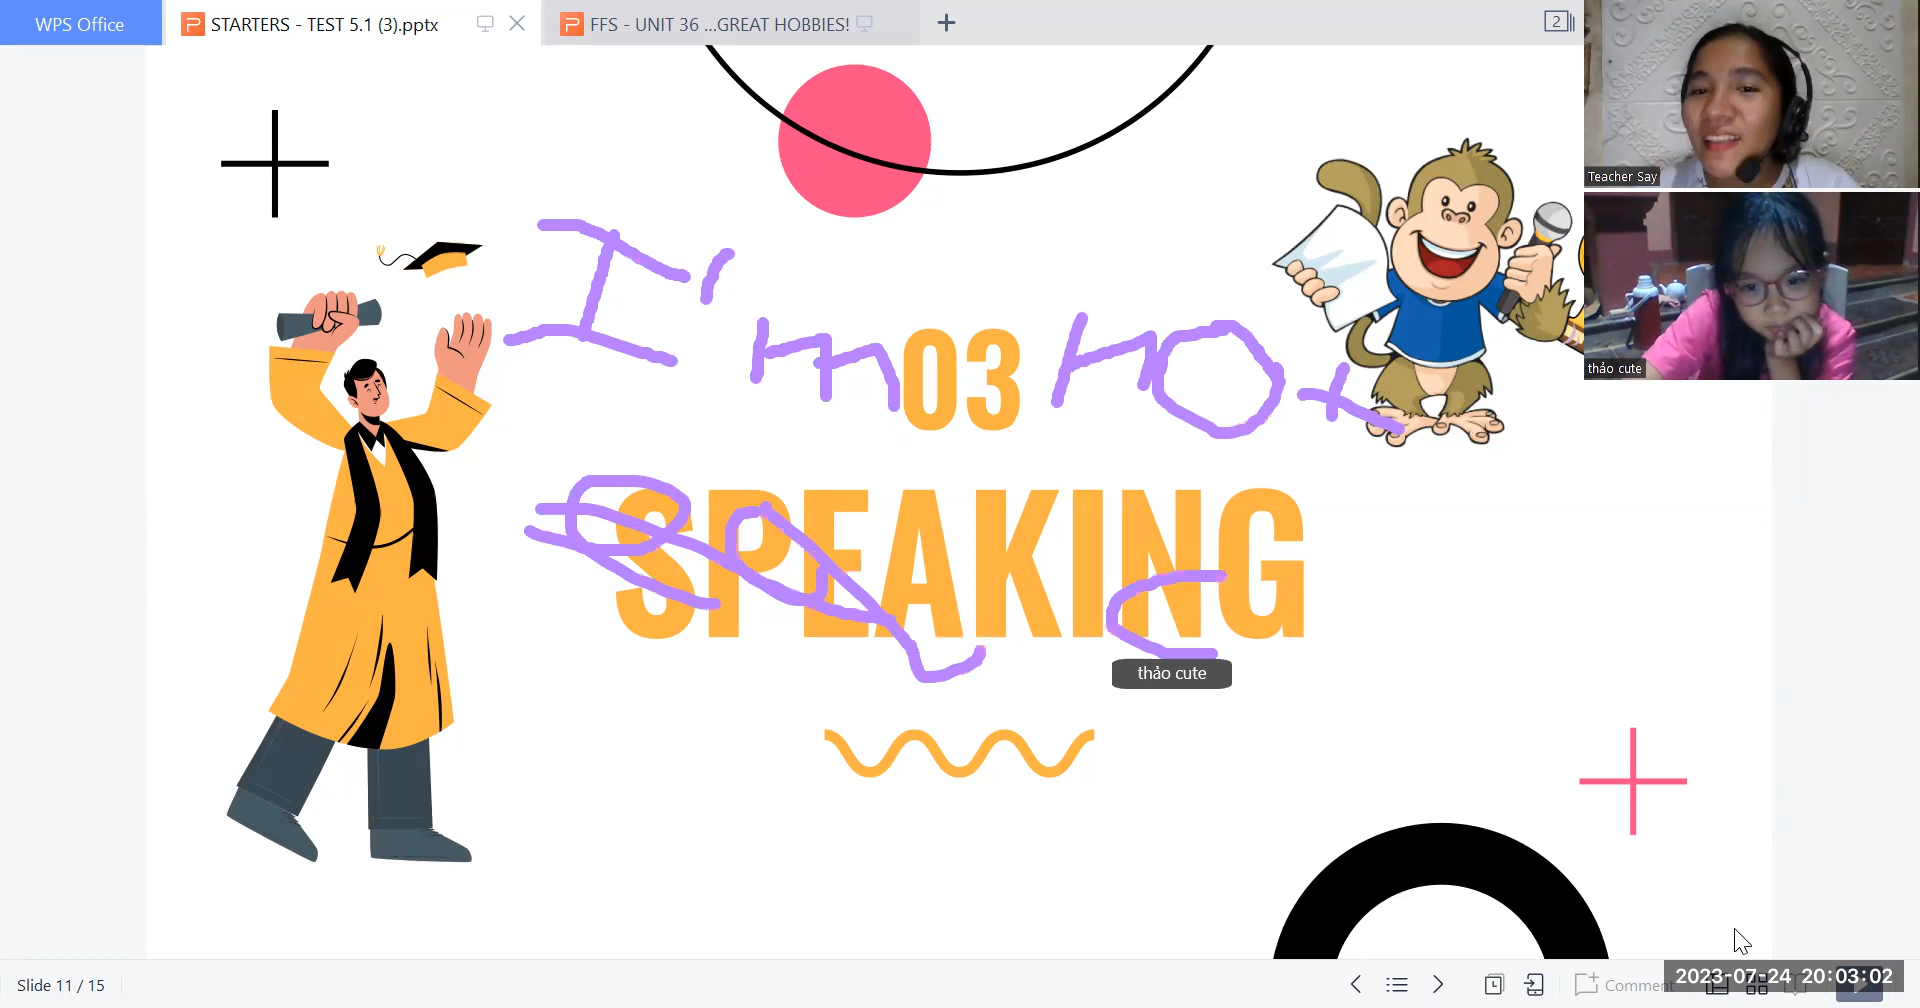 WPS Office
STARTERS - TEST 5.1 (3).pptx
FFS - UNIT 36 ...GREAT HOBBIES!
2
Teacher Say
thảo cute
I'm not
03
SPEAKING
thảo cute
Slide 11 / 15
Comment
2023-07-24 20:03:02